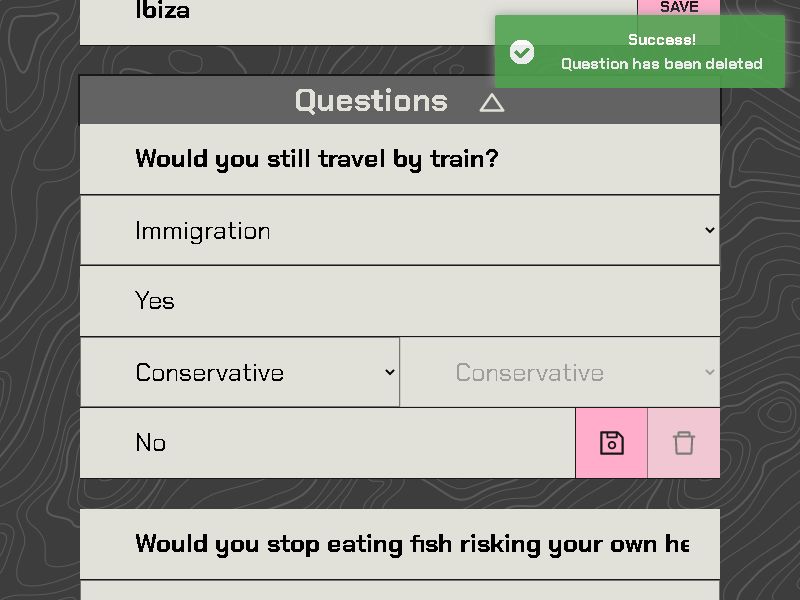 Ibiza
SAVE
Success!
Question has been deleted
Questions
Would you still travel by train?
Immigration
Yes
Conservative
Conservative
No
Would you stop eating fish risking your own he